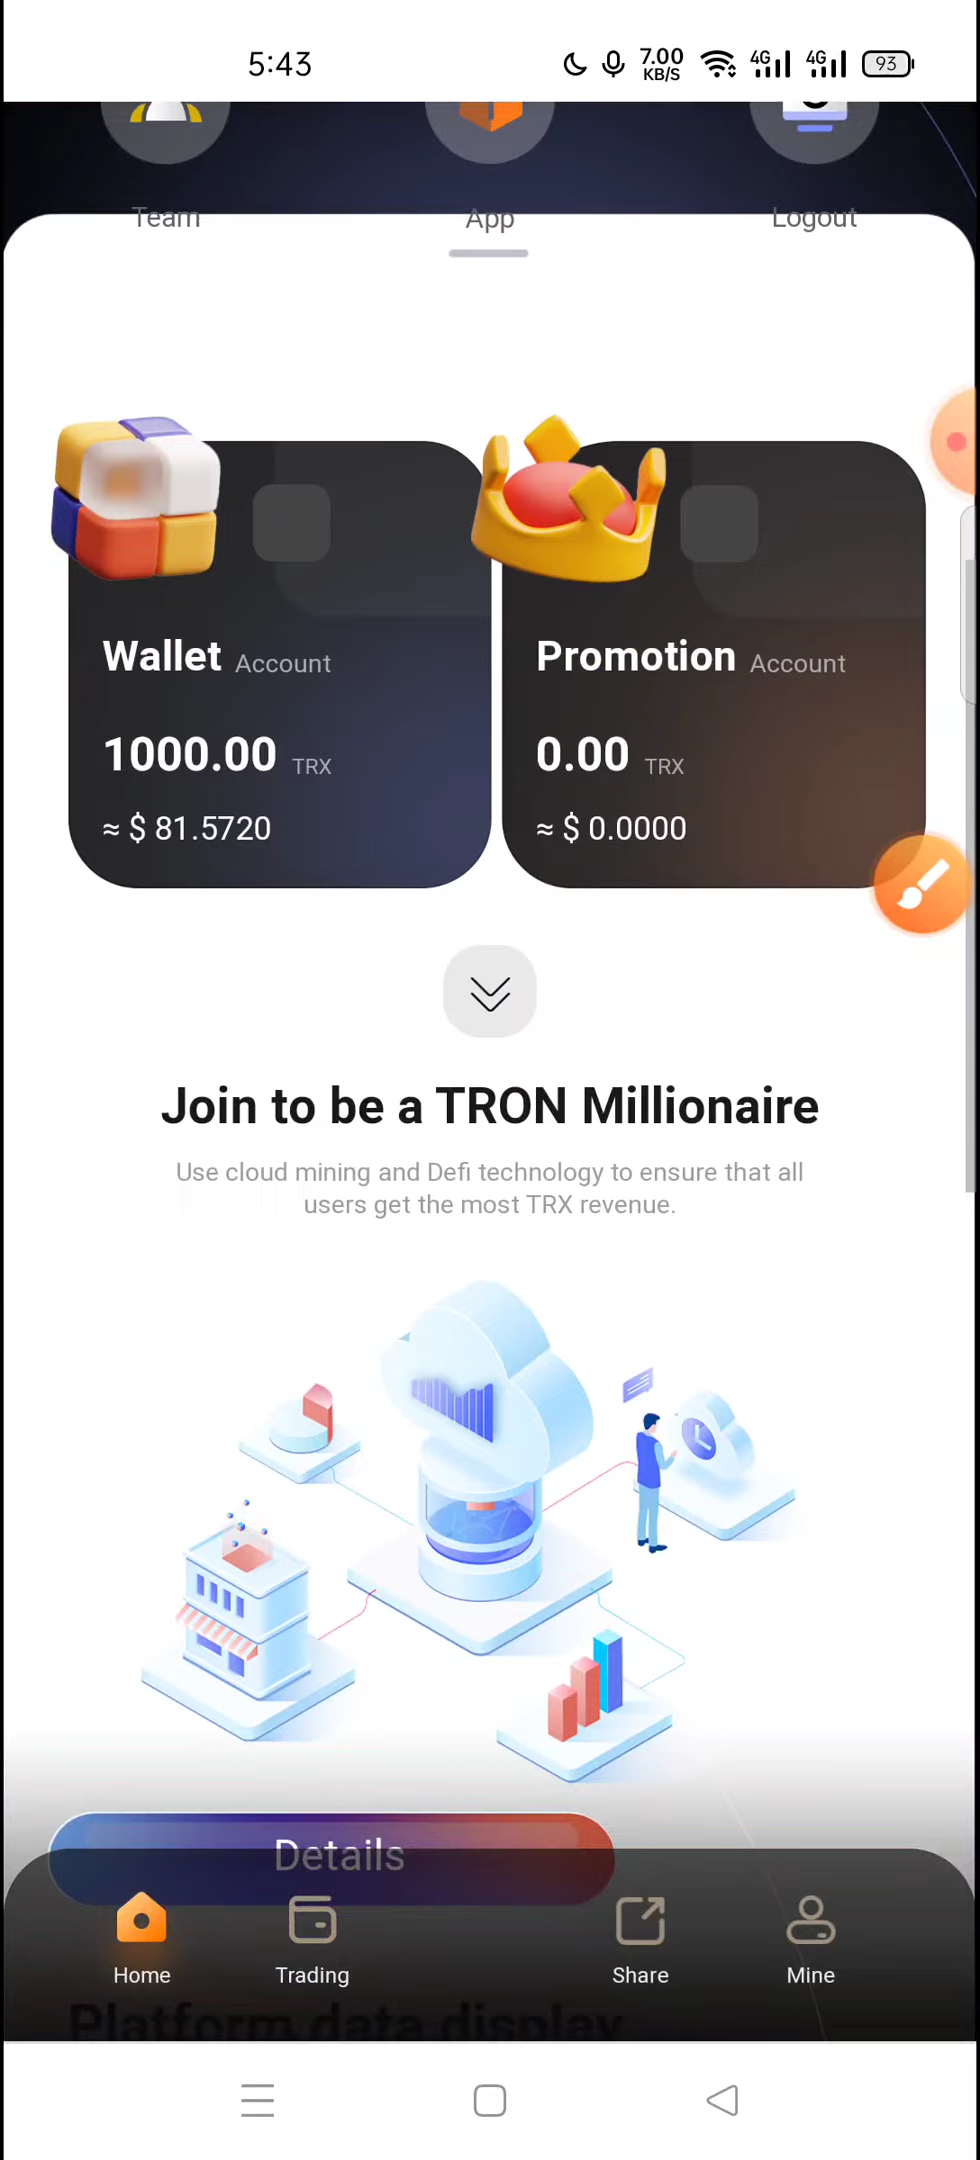 5:43
7.00
KB/S
4G
4G
93
Team
App
Logout
Wallet Account
1000.00 TRX
≈ $ 81.5720
Promotion Account
0.00 TRX
≈ $ 0.0000
Join to be a TRON Millionaire
Use cloud mining and Defi technology to ensure that all
users get the most TRX revenue.
Details
Home
Trading
Share
Mine
Platform data display